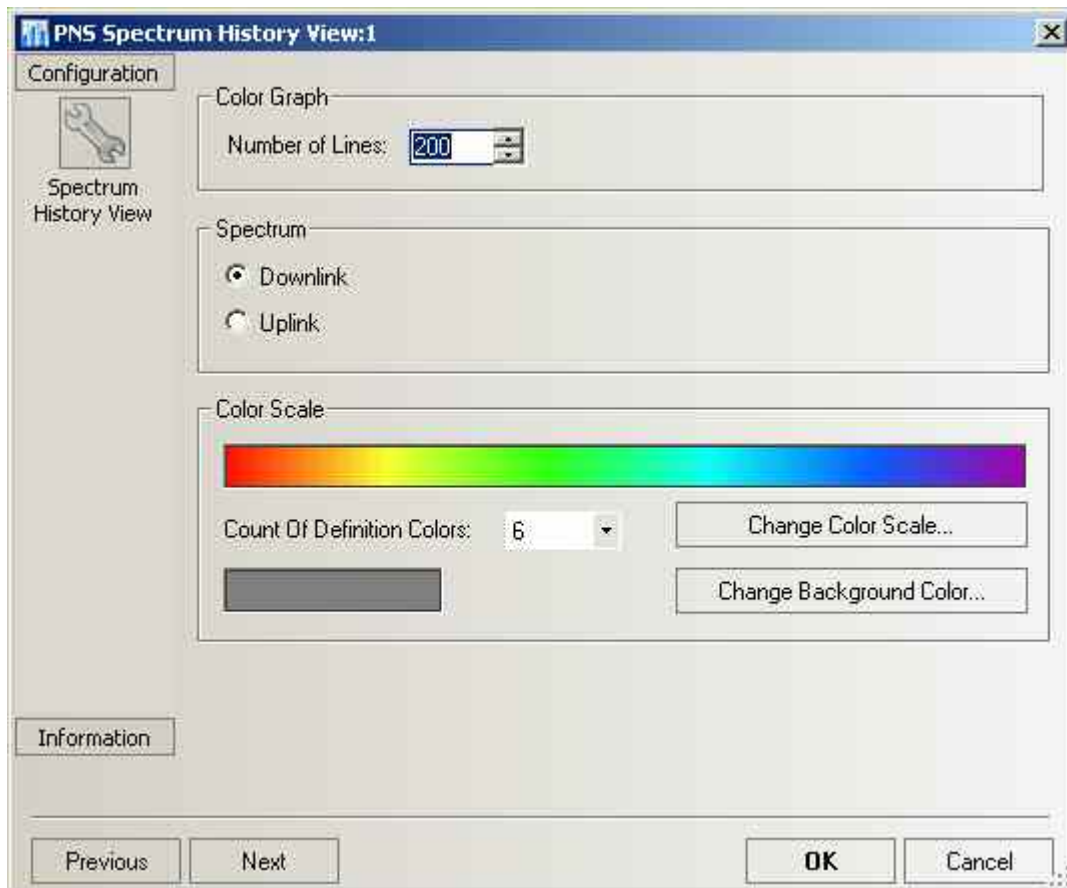 PNS Spectrum History View:1
Configuration
Spectrum
History View
Color Graph
Number of Lines: 200
Spectrum
Downlink
Uplink
Color Scale
Count Of Definition Colors: 6
Change Color Scale...
Change Background Color...
Information
Previous
Next
OK
Cancel